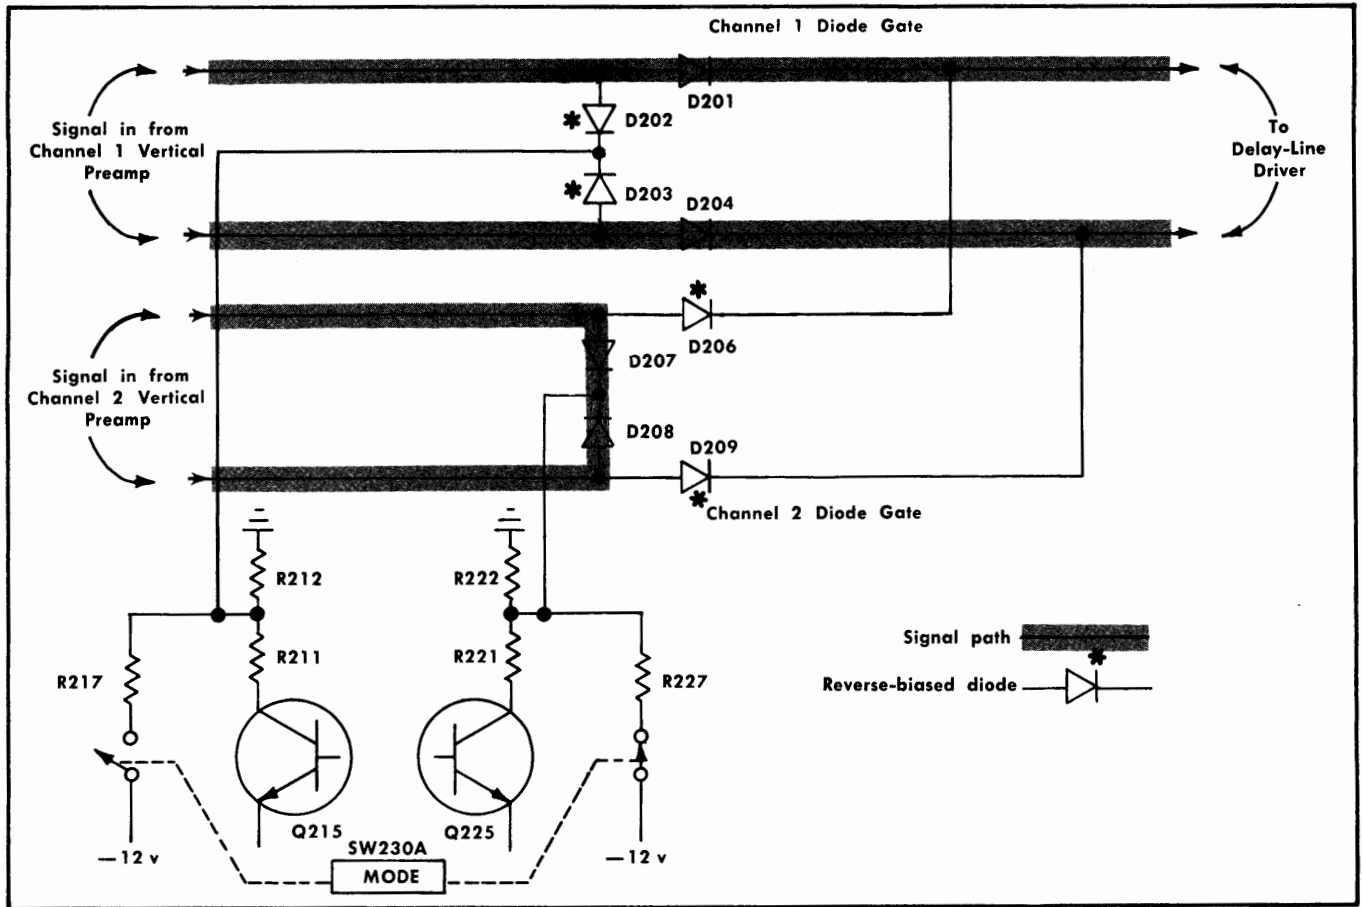 Channel 1 Diode Gate
D201
Signal in from
Channel 1 Vertical
Preamp
* D202
* D203
D204
To
Delay-Line
Driver
*
D206
D207
Signal in from
Channel 2 Vertical
Preamp
D208
D209
*
Channel 2 Diode Gate
R212
R222
R211
R221
R217
R227
Signal path
*
Reverse-biased diode
Q215
Q225
—12 v
SW230A
MODE
—12 v